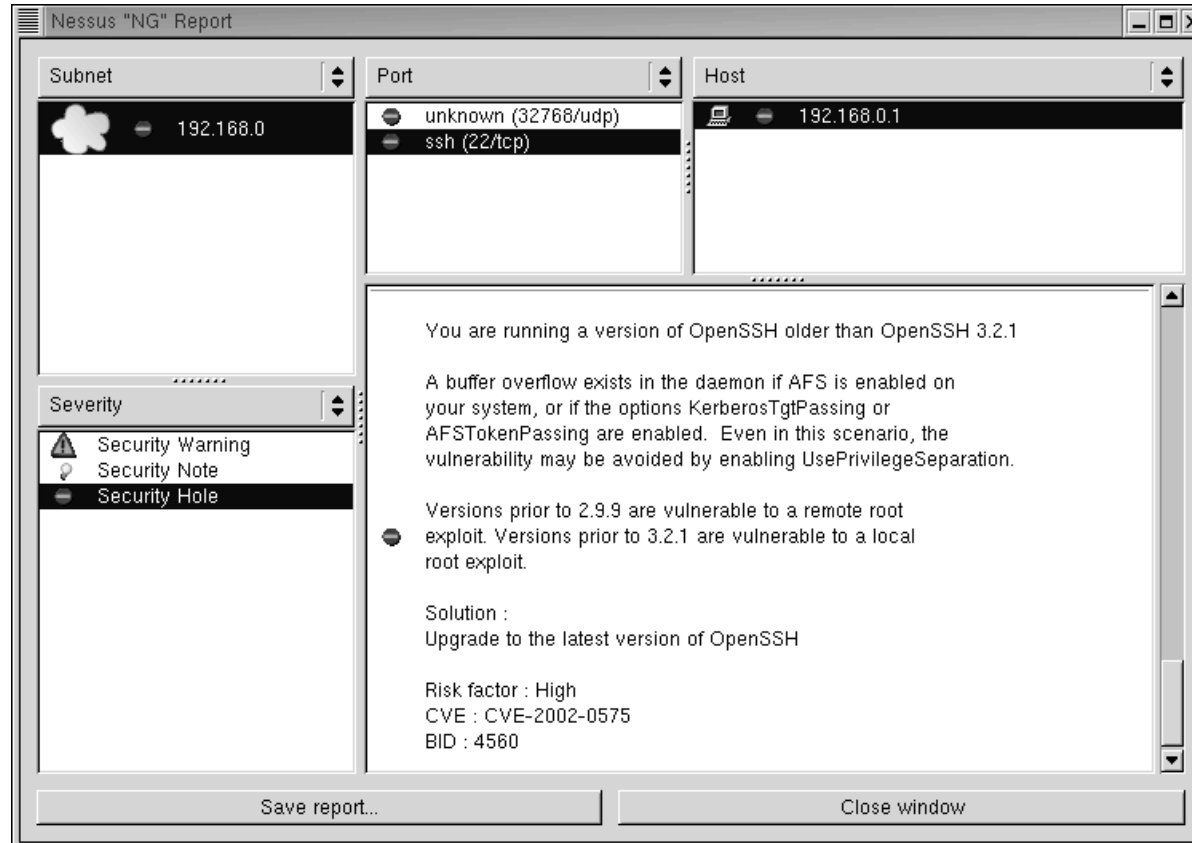 Nessus "NG" Report
Subnet
192.168.0
Port
unknown (32768/udp)
ssh (22/tcp)
Host
192.168.0.1
Severity
Security Warning
Security Note
Security Hole
You are running a version of OpenSSH older than OpenSSH 3.2.1
A buffer overflow exists in the daemon if AFS is enabled on
your system, or if the options KerberosTgtPassing or
AFSTokenPassing are enabled.  Even in this scenario, the
vulnerability may be avoided by enabling UsePrivilegeSeparation.
Versions prior to 2.9.9 are vulnerable to a remote root
exploit. Versions prior to 3.2.1 are vulnerable to a local
root exploit.
Solution :
Upgrade to the latest version of OpenSSH
Risk factor : High
CVE : CVE-2002-0575
BID : 4560
Save report...
Close window